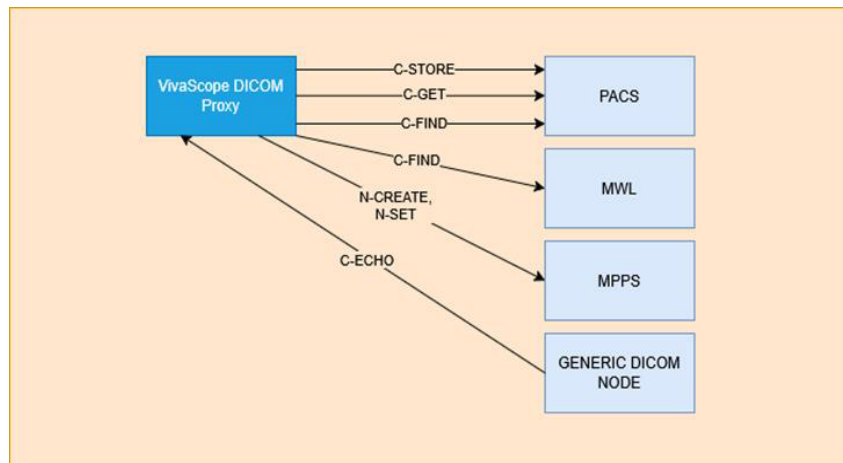 VivaScope DICOM
Proxy
C-STORE
C-GET
C-FIND
PACS
C-FIND
MWL
N-CREATE,
N-SET
MPPS
C-ECHO
GENERIC DICOM
NODE